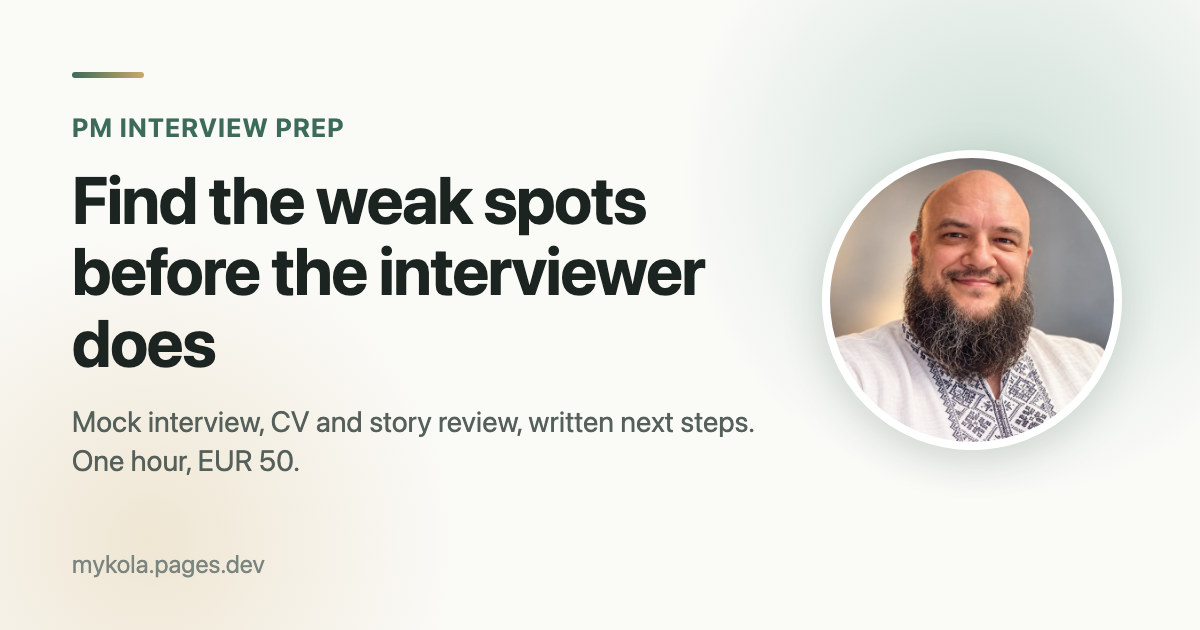 PM INTERVIEW PREP
Find the weak spots
before the interviewer
does
Mock interview, CV and story review, written next steps.
One hour, EUR 50.
mykola.pages.dev